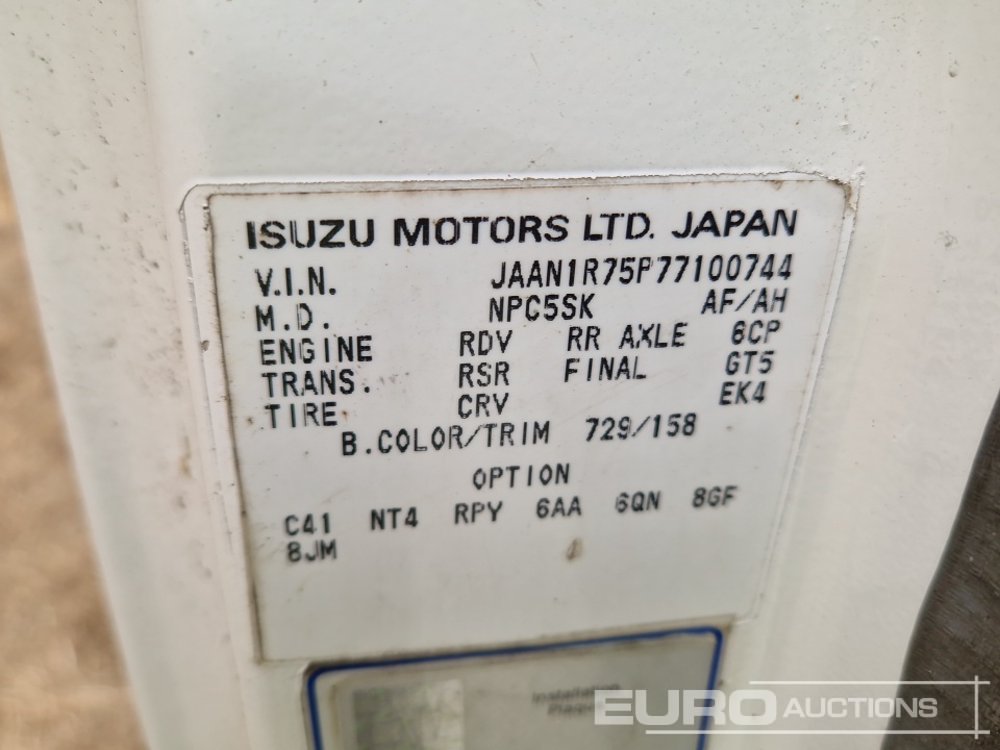 ISUZU MOTORS LTD. JAPAN
V.I.N. JAAN1R75P77100744
M.D. NPC5SK AF/AH
ENGINE RDV RR AXLE 6CP
TRANS. RSR FINAL GT5
TIRE CRV EK4
B.COLOR/TRIM 729/158
OPTION
C41 NT4 RPY 6AA 6QN 8GF
8JM
Installation
EURO AUCTIONS